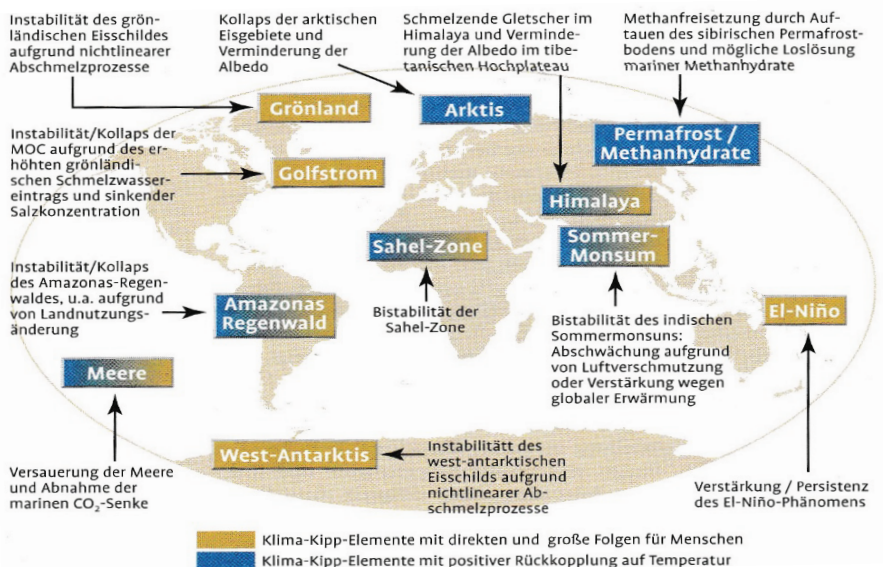 Instabilität des grön-
ländischen Eisschildes
aufgrund nichtlinearer
Abschmelzprozesse
Kollaps der arktischen
Eisgebiete und
Verminderung der
Albedo
Schmelzende Gletscher im
Himalaya und Verminde-
rung der Albedo im tibe-
tanischen Hochplateau
Methanfreisetzung durch Auf-
tauen des sibirischen Permafrost-
bodens und mögliche Loslösung
mariner Methanhydrate
Grönland
Arktis
Permafrost /
Methanhydrate
Instabilität/Kollaps der
MOC aufgrund des er-
höhten grönländi-
schen Schmelzwasser-
eintrags und sinkender
Salzkonzentration
Golfstrom
Himalaya
Sahel-Zone
Sommer-
Monsum
Instabilität/Kollaps
des Amazonas-Regen-
waldes, u.a. aufgrund
von Landnutzungs-
änderung
Amazonas
Regenwald
Bistabilität der
Sahel-Zone
Bistabilität des indischen
Sommermonsuns:
Abschwächung aufgrund
von Luftverschmutzung
oder Verstärkung wegen
globaler Erwärmung
El-Niño
Meere
West-Antarktis
Instabilitätt des
west-antarktischen
Eisschilds aufgrund
nichtlinearer Ab-
schmelzprozesse
Versauerung der Meere
und Abnahme der
marinen CO₂-Senke
Verstärkung / Persistenz
des El-Niño-Phänomens
Klima-Kipp-Elemente mit direkten und große Folgen für Menschen
Klima-Kipp-Elemente mit positiver Rückkopplung auf Temperatur